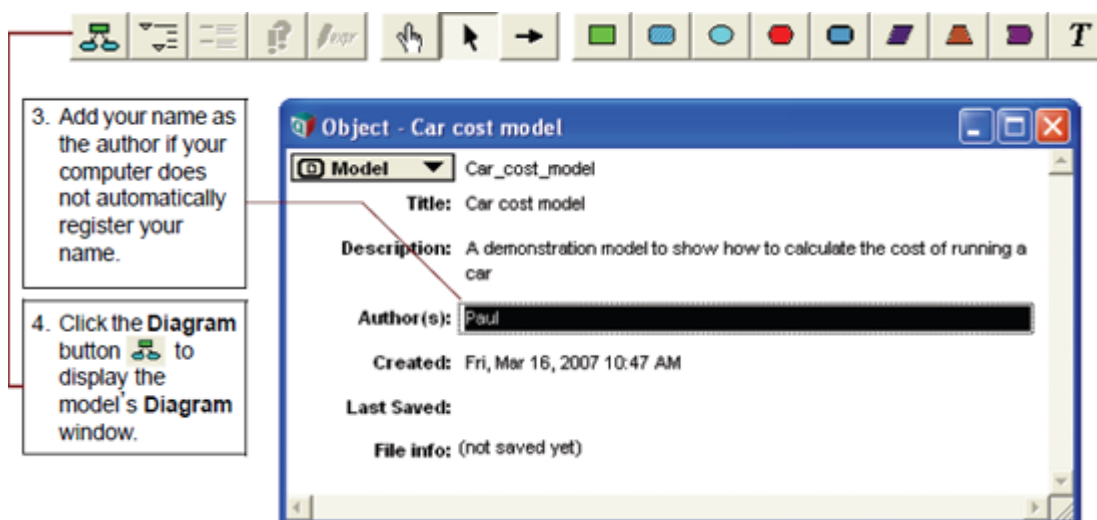 expr
T
3. Add your name as
the author if your
computer does
not automatically
register your
name.
4. Click the Diagram
button to
display the
model's Diagram
window.
Object - Car cost model
Model Car_cost_model
Title: Car cost model
Description: A demonstration model to show how to calculate the cost of running a
car
Author(s): Paul
Created: Fri, Mar 16, 2007 10:47 AM
Last Saved:
File info: (not saved yet)